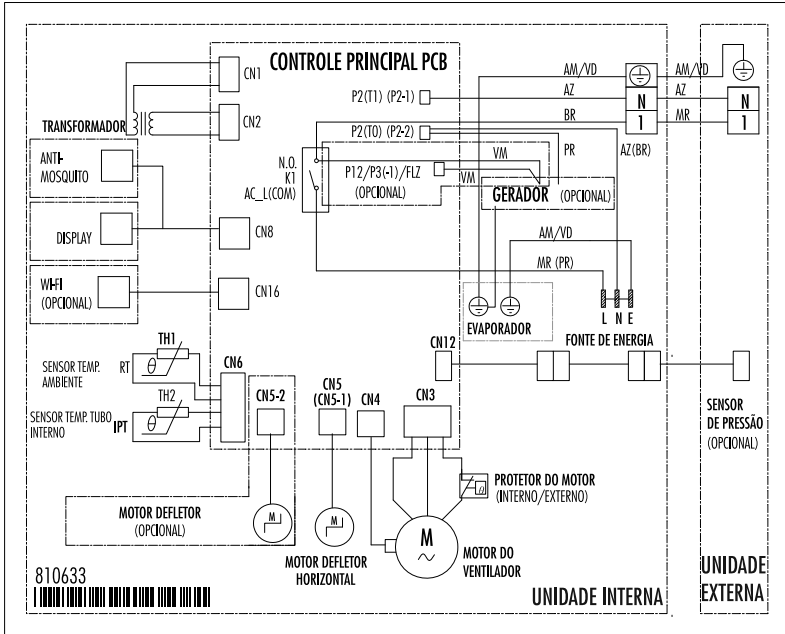 CONTROLE PRINCIPAL PCB
CN1
CN2
TRANSFORMADOR
P2(T1) (P2-1)
P2(T0) (P2-2)
AM/VD
AZ
BR
N
1
AM/VD
AZ
MR
N
1
ANTI-
MOSQUITO
DISPLAY
CN8
WI-FI
(OPCIONAL)
CN16
N.O.
K1
AC_L(COM)
P12/P3(-1)/FLZ
(OPCIONAL)
VM
VM
PR
AZ(BR)
GERADOR (OPCIONAL)
AM/VD
MR (PR)
EVAPORADOR
L N E
FONTE DE ENERGIA
SENSOR TEMP.
AMBIENTE
RT
TH1
θ
SENSOR TEMP. TUBO
INTERNO
IPT
TH2
θ
CN6
CN5-2
CN5
(CN5-1)
CN4
CN3
CN12
SENSOR
DE PRESSÃO
(OPCIONAL)
PROTETOR DO MOTOR
(INTERNO/EXTERNO)
θ
MOTOR DEFLETOR
(OPCIONAL)
M
M
MOTOR DEFLETOR
HORIZONTAL
M
~
MOTOR DO
VENTILADOR
810633
UNIDADE INTERNA
UNIDADE
EXTERNA